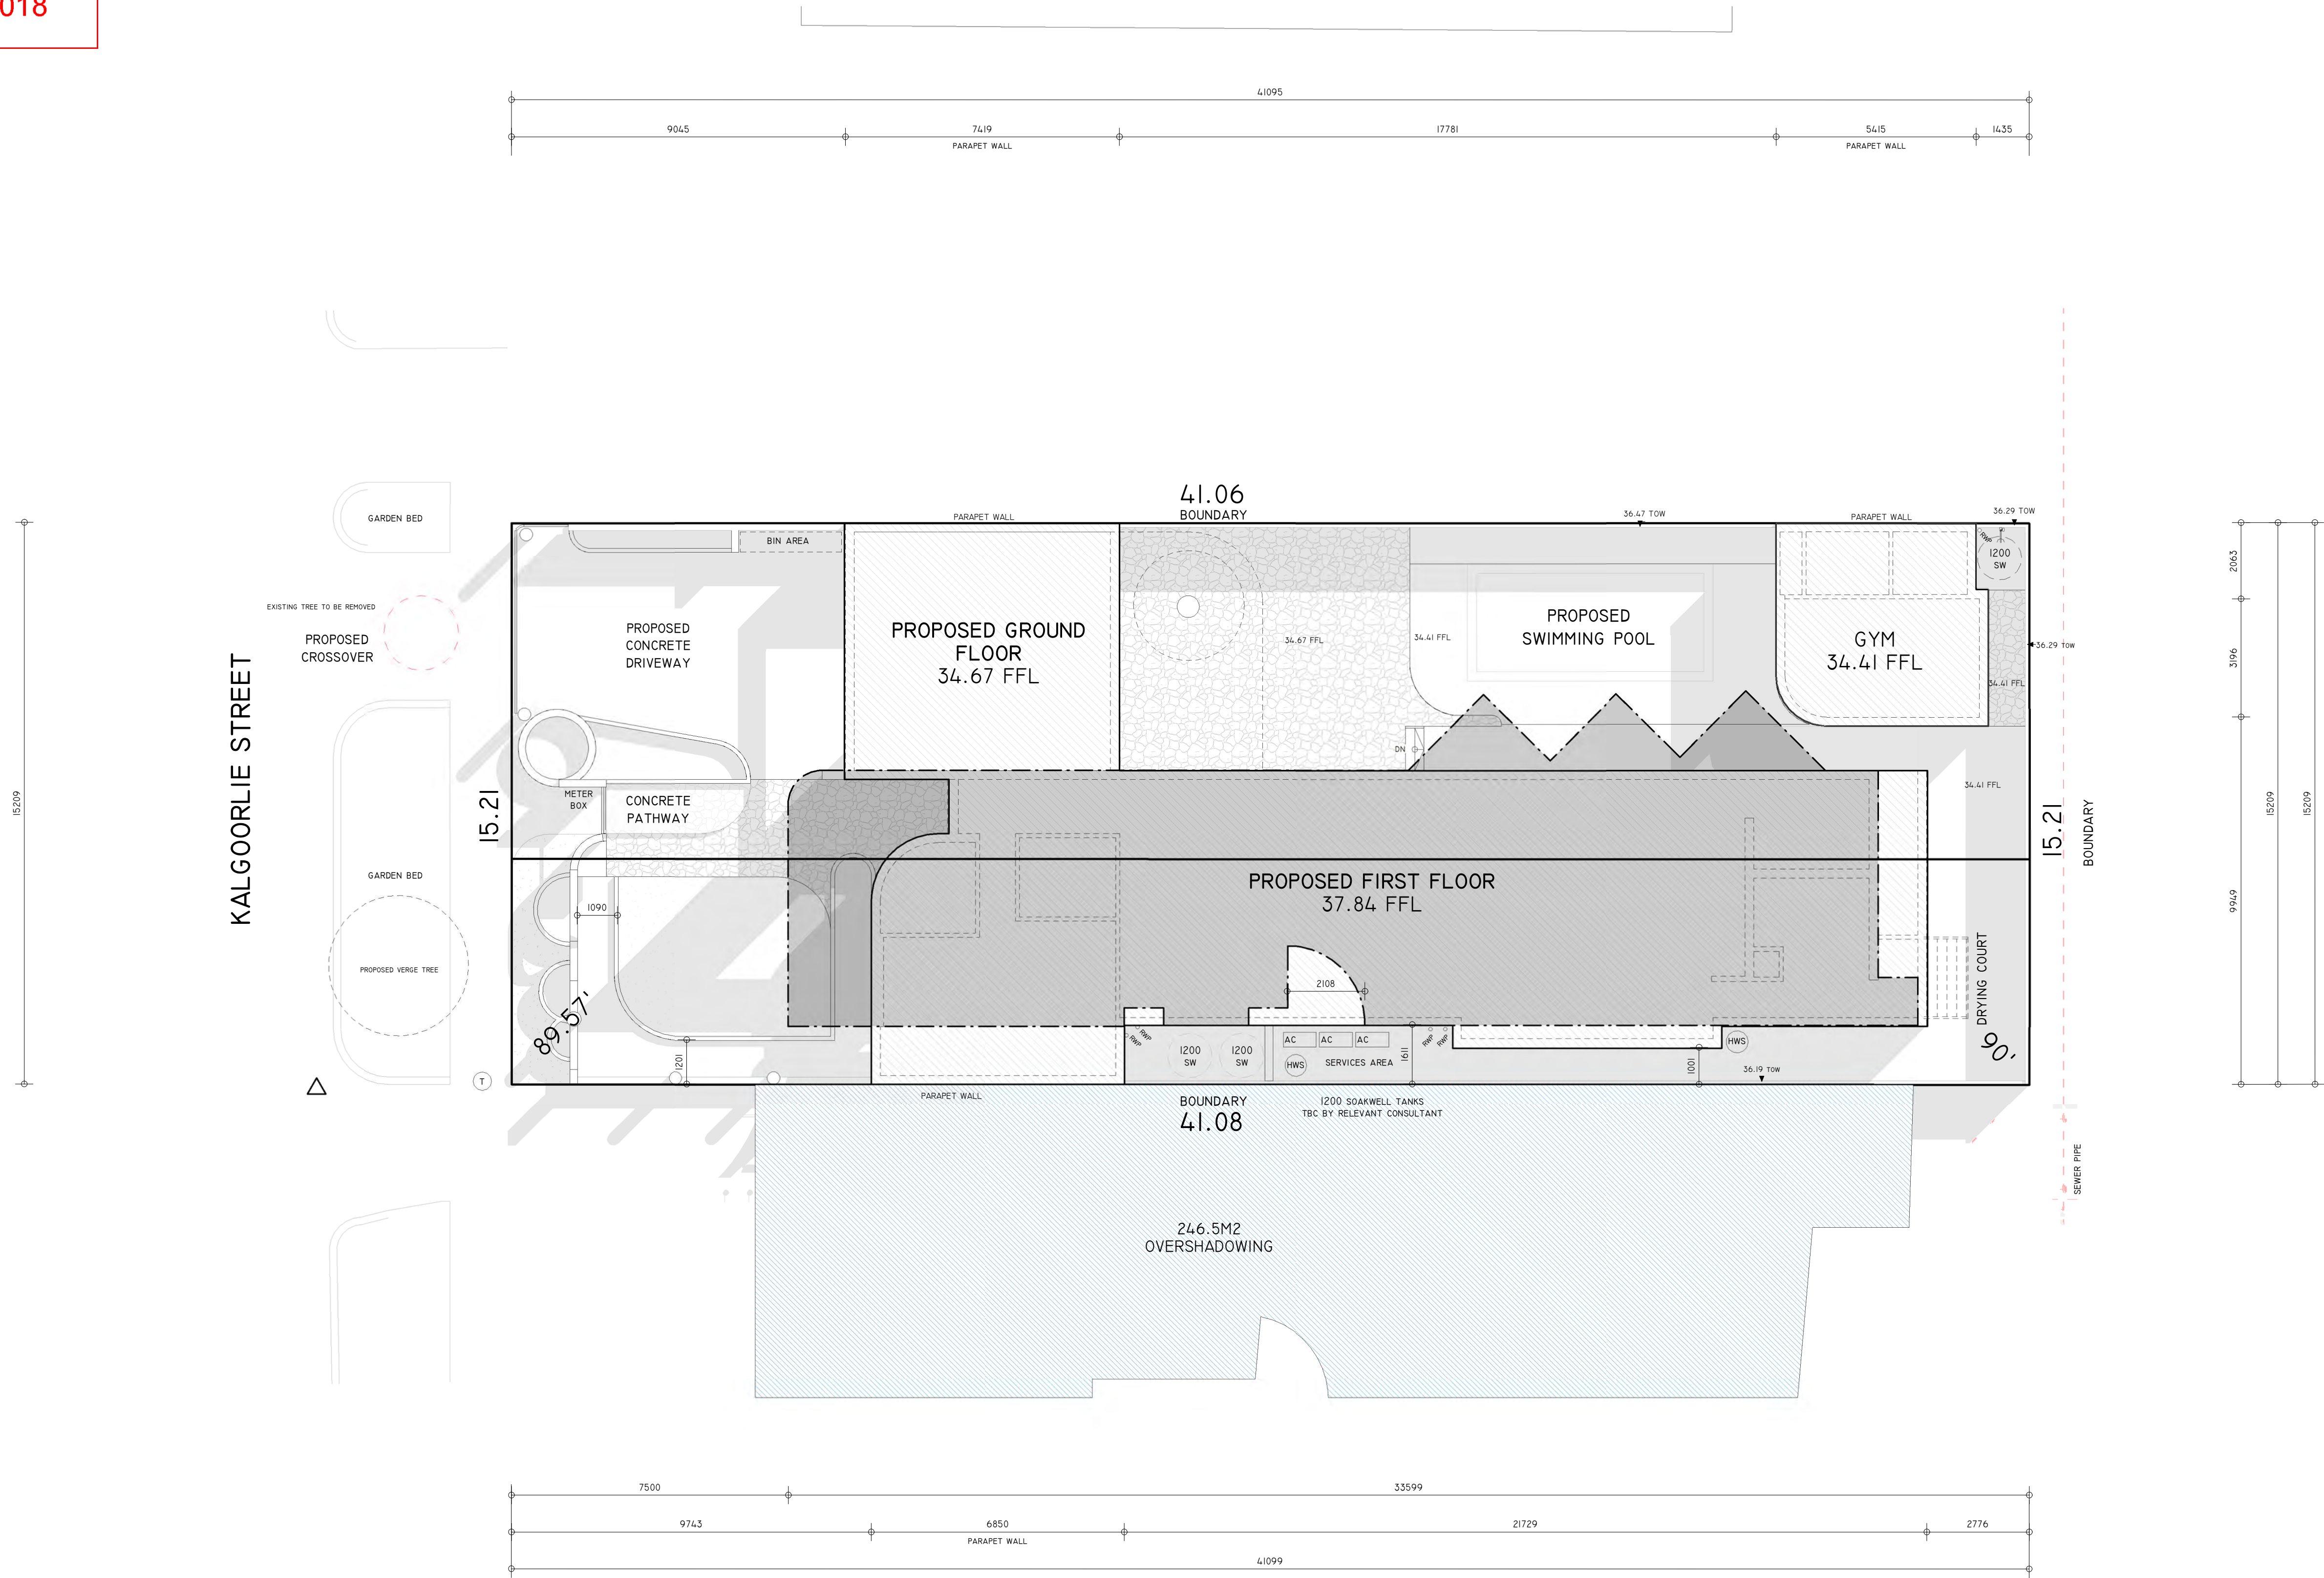 018
41095
9045
7419
17781
5415
1435
PARAPET WALL
PARAPET WALL
41.06
BOUNDARY
PARAPET WALL
36.47 TOW
PARAPET WALL
36.29 TOW
GARDEN BED
BIN AREA
RWP
1200
SW
2063
EXISTING TREE TO BE REMOVED
PROPOSED
CROSSOVER
PROPOSED
CONCRETE
DRIVEWAY
PROPOSED GROUND
FLOOR
34.67 FFL
34.67 FFL
34.41 FFL
PROPOSED
SWIMMING POOL
GYM
34.41 FFL
36.29 TOW
34.41 FFL
3196
KALGOORLIE STREET
DN
15209
15.21
METER
BOX
CONCRETE
PATHWAY
34.41 FFL
15.21
BOUNDARY
15209
15209
GARDEN BED
PROPOSED FIRST FLOOR
37.84 FFL
1090
9949
PROPOSED VERGE TREE
2108
DRYING COURT
89.57'
90'
1201
RWP
RWP
1200
SW
1200
SW
AC
AC
AC
HWS
SERVICES AREA
1611
RWP
RWP
1001
HWS
36.19 TOW
T
PARAPET WALL
BOUNDARY
41.08
1200 SOAKWELL TANKS
TBC BY RELEVANT CONSULTANT
SEWER PIPE
246.5M2
OVERSHADOWING
7500
33599
9743
6850
21729
2776
PARAPET WALL
41099